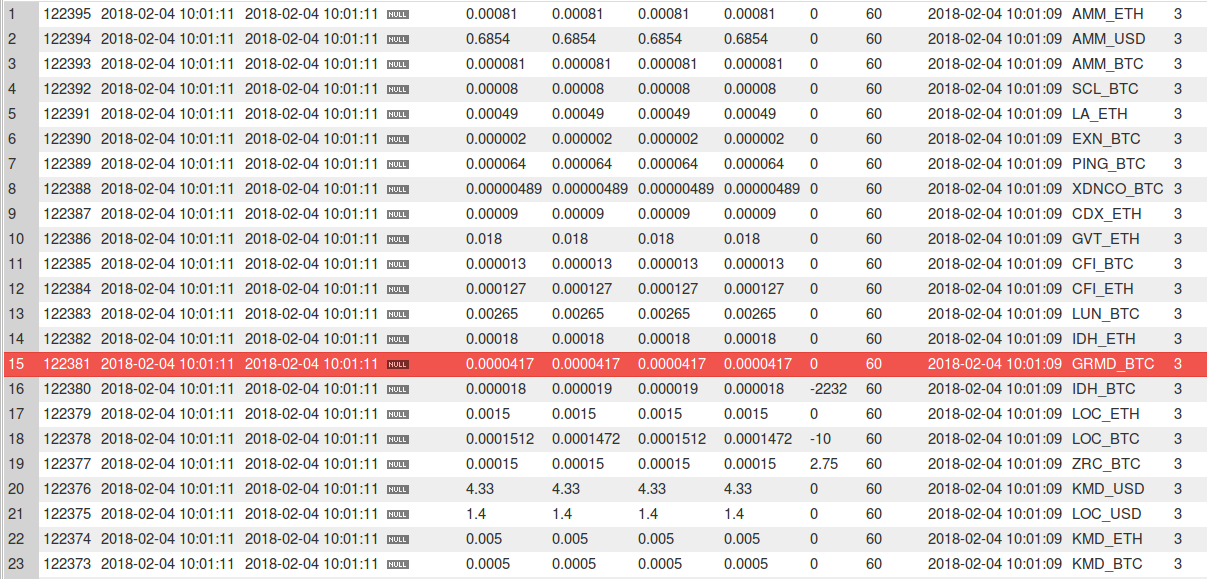 1 122395 2018-02-04 10:01:11 2018-02-04 10:01:11 NULL 0.00081 0.00081 0.00081 0.00081 0 60 2018-02-04 10:01:09 AMM_ETH 3
2 122394 2018-02-04 10:01:11 2018-02-04 10:01:11 NULL 0.6854 0.6854 0.6854 0.6854 0 60 2018-02-04 10:01:09 AMM_USD 3
3 122393 2018-02-04 10:01:11 2018-02-04 10:01:11 NULL 0.000081 0.000081 0.000081 0.000081 0 60 2018-02-04 10:01:09 AMM_BTC 3
4 122392 2018-02-04 10:01:11 2018-02-04 10:01:11 NULL 0.00008 0.00008 0.00008 0.00008 0 60 2018-02-04 10:01:09 SCL_BTC 3
5 122391 2018-02-04 10:01:11 2018-02-04 10:01:11 NULL 0.00049 0.00049 0.00049 0.00049 0 60 2018-02-04 10:01:09 LA_ETH 3
6 122390 2018-02-04 10:01:11 2018-02-04 10:01:11 NULL 0.000002 0.000002 0.000002 0.000002 0 60 2018-02-04 10:01:09 EXN_BTC 3
7 122389 2018-02-04 10:01:11 2018-02-04 10:01:11 NULL 0.000064 0.000064 0.000064 0.000064 0 60 2018-02-04 10:01:09 PING_BTC 3
8 122388 2018-02-04 10:01:11 2018-02-04 10:01:11 NULL 0.00000489 0.00000489 0.00000489 0.00000489 0 60 2018-02-04 10:01:09 XDNCO_BTC 3
9 122387 2018-02-04 10:01:11 2018-02-04 10:01:11 NULL 0.00009 0.00009 0.00009 0.00009 0 60 2018-02-04 10:01:09 CDX_ETH 3
10 122386 2018-02-04 10:01:11 2018-02-04 10:01:11 NULL 0.018 0.018 0.018 0.018 0 60 2018-02-04 10:01:09 GVT_ETH 3
11 122385 2018-02-04 10:01:11 2018-02-04 10:01:11 NULL 0.000013 0.000013 0.000013 0.000013 0 60 2018-02-04 10:01:09 CFI_BTC 3
12 122384 2018-02-04 10:01:11 2018-02-04 10:01:11 NULL 0.000127 0.000127 0.000127 0.000127 0 60 2018-02-04 10:01:09 CFI_ETH 3
13 122383 2018-02-04 10:01:11 2018-02-04 10:01:11 NULL 0.00265 0.00265 0.00265 0.00265 0 60 2018-02-04 10:01:09 LUN_BTC 3
14 122382 2018-02-04 10:01:11 2018-02-04 10:01:11 NULL 0.00018 0.00018 0.00018 0.00018 0 60 2018-02-04 10:01:09 IDH_ETH 3
15 122381 2018-02-04 10:01:11 2018-02-04 10:01:11 NULL 0.0000417 0.0000417 0.0000417 0.0000417 0 60 2018-02-04 10:01:09 GRMD_BTC 3
16 122380 2018-02-04 10:01:11 2018-02-04 10:01:11 NULL 0.000018 0.000019 0.000019 0.000018 -2232 60 2018-02-04 10:01:09 IDH_BTC 3
17 122379 2018-02-04 10:01:11 2018-02-04 10:01:11 NULL 0.0015 0.0015 0.0015 0.0015 0 60 2018-02-04 10:01:09 LOC_ETH 3
18 122378 2018-02-04 10:01:11 2018-02-04 10:01:11 NULL 0.0001512 0.0001472 0.0001512 0.0001472 -10 60 2018-02-04 10:01:09 LOC_BTC 3
19 122377 2018-02-04 10:01:11 2018-02-04 10:01:11 NULL 0.00015 0.00015 0.00015 0.00015 2.75 60 2018-02-04 10:01:09 ZRC_BTC 3
20 122376 2018-02-04 10:01:11 2018-02-04 10:01:11 NULL 4.33 4.33 4.33 4.33 0 60 2018-02-04 10:01:09 KMD_USD 3
21 122375 2018-02-04 10:01:11 2018-02-04 10:01:11 NULL 1.4 1.4 1.4 1.4 0 60 2018-02-04 10:01:09 LOC_USD 3
22 122374 2018-02-04 10:01:11 2018-02-04 10:01:11 NULL 0.005 0.005 0.005 0.005 0 60 2018-02-04 10:01:09 KMD_ETH 3
23 122373 2018-02-04 10:01:11 2018-02-04 10:01:11 NULL 0.0005 0.0005 0.0005 0.0005 0 60 2018-02-04 10:01:09 KMD_BTC 3